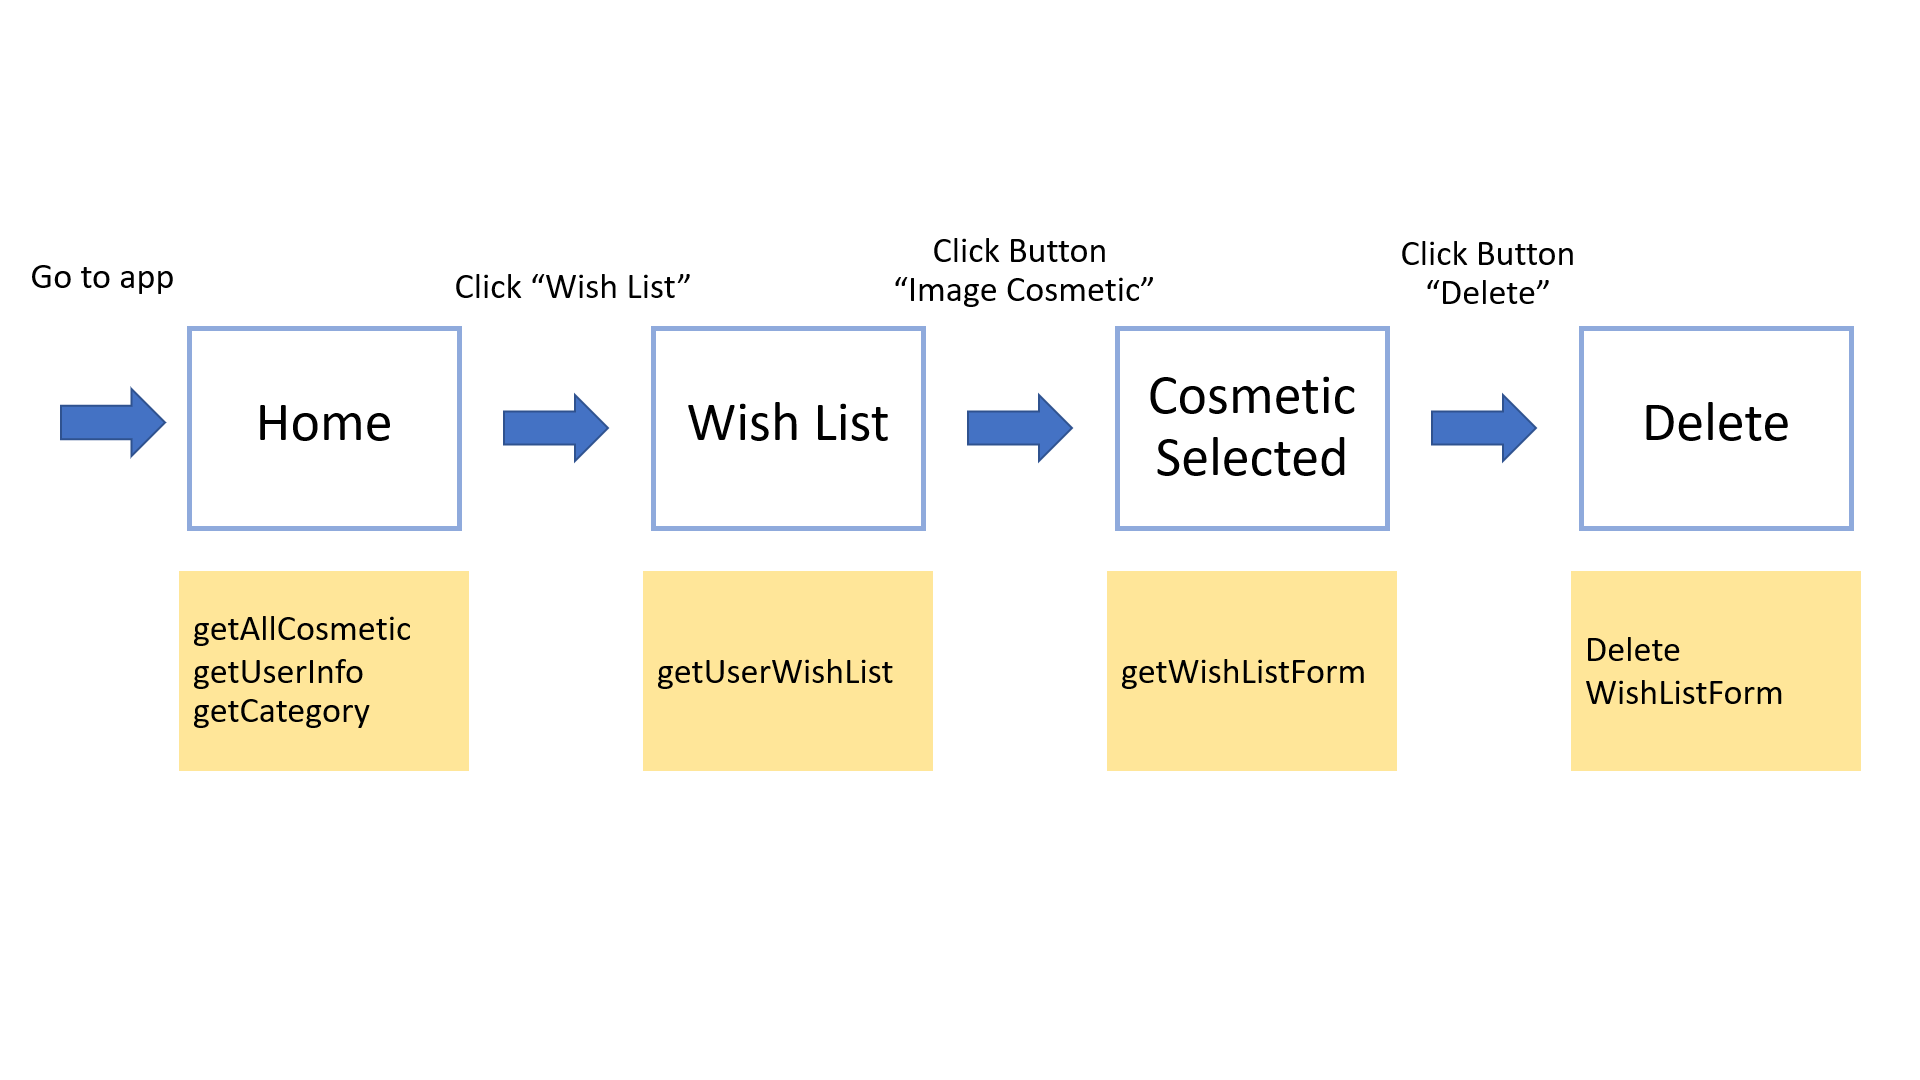 Go to app
Click “Wish List”
Click Button
“Image Cosmetic”
Click Button
“Delete”
Home
Wish List
Cosmetic
Selected
Delete
getAllCosmetic
getUserInfo
getCategory
getUserWishList
getWishListForm
Delete
WishListForm